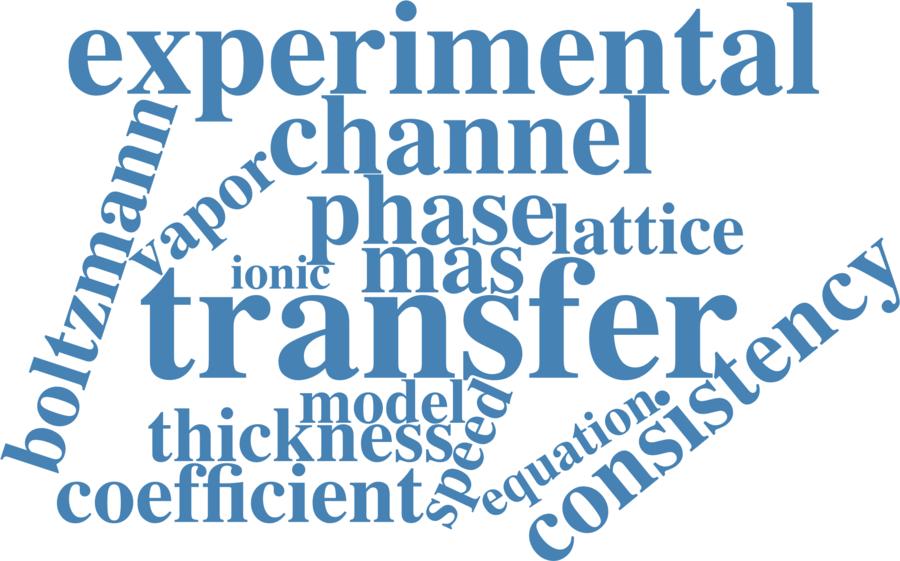 experimental
channel
boltzmann
vapor
phase
lattice
mas
ionic
transfer
consistency
model
thickness
speed
equation
coefficient